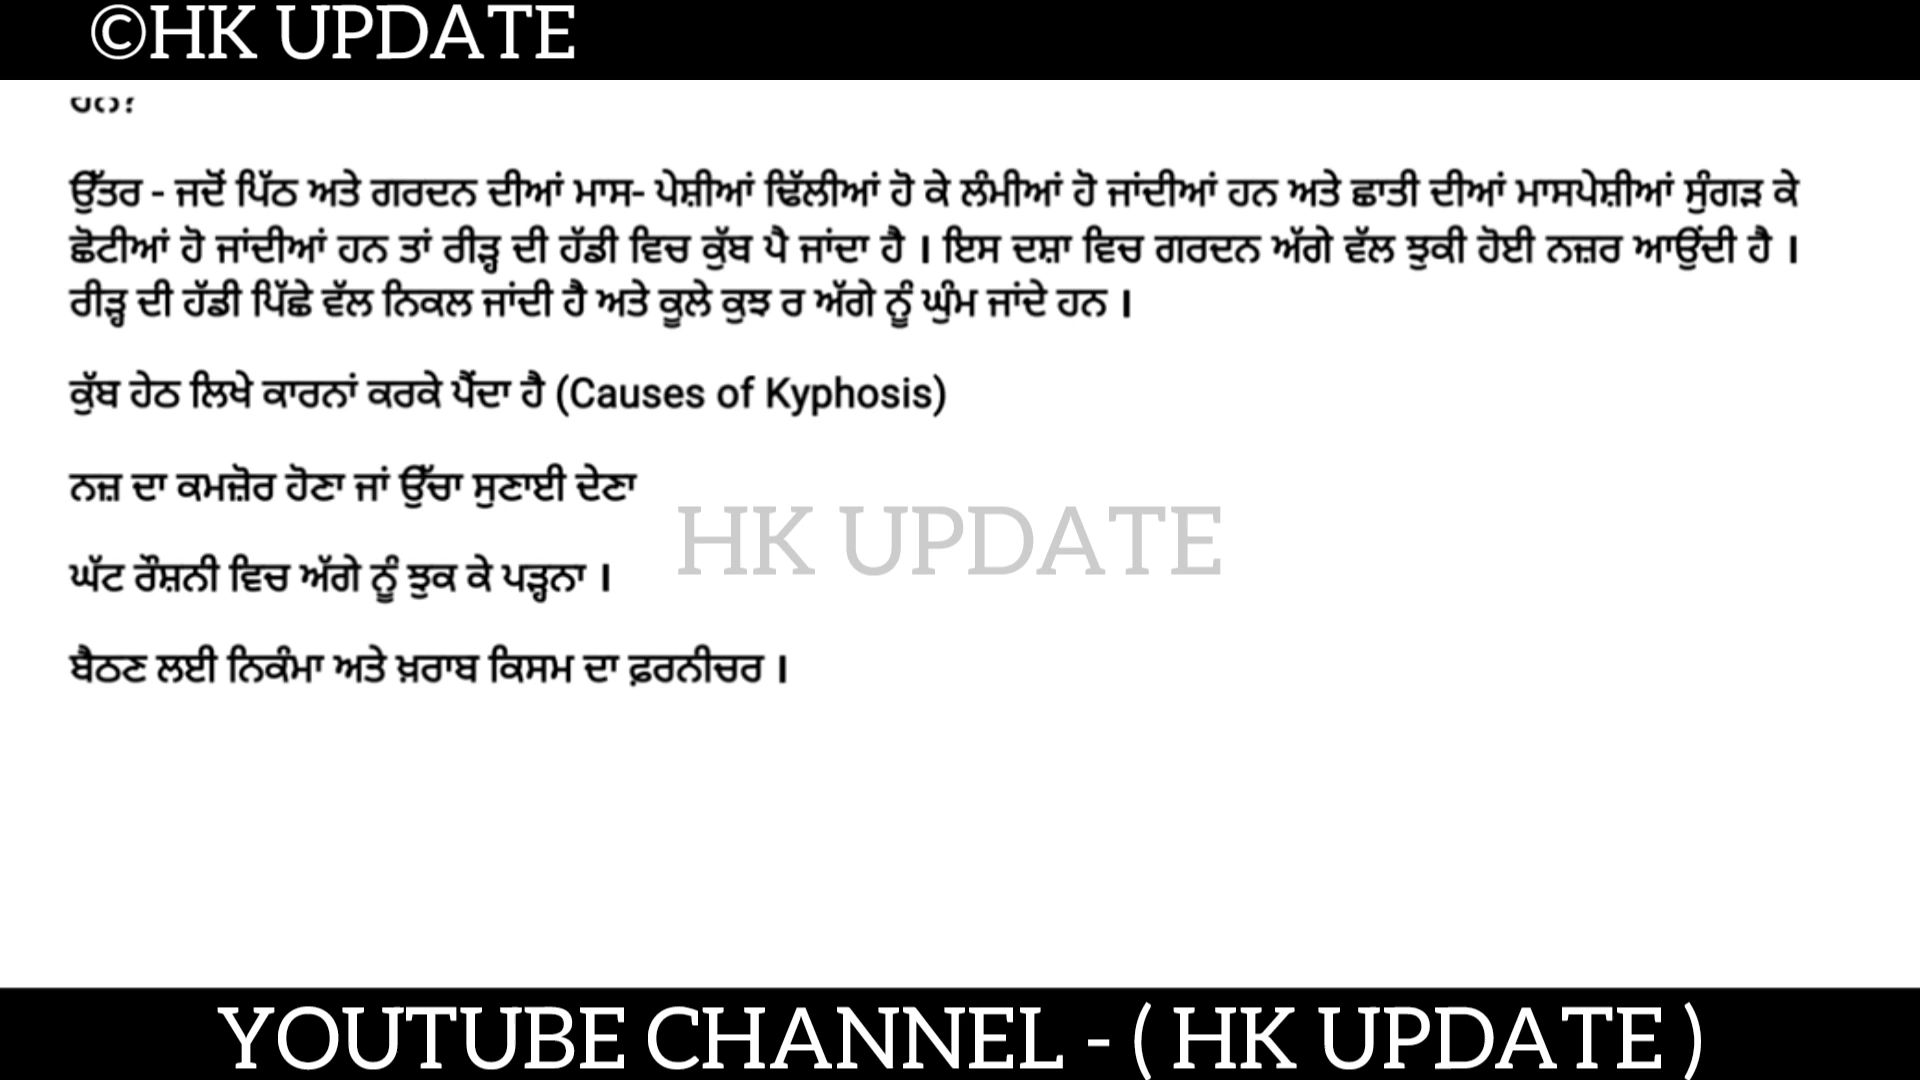 ©HK UPDATE
ਉੱਤਰ - ਜਦੋਂ ਪਿੱਠ ਅਤੇ ਗਰਦਨ ਦੀਆਂ ਮਾਸ- ਪੇਸ਼ੀਆਂ ਢਿੱਲੀਆਂ ਹੋ ਕੇ ਲੰਮੀਆਂ ਹੋ ਜਾਂਦੀਆਂ ਹਨ ਅਤੇ ਛਾਤੀ ਦੀਆਂ ਮਾਸਪੇਸ਼ੀਆਂ ਸੁੰਗੜ ਕੇ
ਛੋਟੀਆਂ ਹੋ ਜਾਂਦੀਆਂ ਹਨ ਤਾਂ ਰੀੜ੍ਹ ਦੀ ਹੱਡੀ ਵਿਚ ਕੁੱਬ ਪੈ ਜਾਂਦਾ ਹੈ । ਇਸ ਦਸ਼ਾ ਵਿਚ ਗਰਦਨ ਅੱਗੇ ਵੱਲ ਝੁਕੀ ਹੋਈ ਨਜ਼ਰ ਆਉਂਦੀ ਹੈ ।
ਰੀੜ੍ਹ ਦੀ ਹੱਡੀ ਪਿੱਛੇ ਵੱਲ ਨਿਕਲ ਜਾਂਦੀ ਹੈ ਅਤੇ ਕੂਲੇ ਕੁਝ ਰ ਅੱਗੇ ਨੂੰ ਘੁੰਮ ਜਾਂਦੇ ਹਨ ।
ਕੁੱਬ ਹੇਠ ਲਿਖੇ ਕਾਰਨਾਂ ਕਰਕੇ ਪੈਂਦਾ ਹੈ (Causes of Kyphosis)
ਨਜ਼ ਦਾ ਕਮਜ਼ੋਰ ਹੋਣਾ ਜਾਂ ਉੱਚਾ ਸੁਣਾਈ ਦੇਣਾ
HK UPDATE
ਘੱਟ ਰੌਸ਼ਨੀ ਵਿਚ ਅੱਗੇ ਨੂੰ ਝੁਕ ਕੇ ਪੜ੍ਹਨਾ ।
ਬੈਠਣ ਲਈ ਨਿਕੰਮਾ ਅਤੇ ਖ਼ਰਾਬ ਕਿਸਮ ਦਾ ਫ਼ਰਨੀਚਰ ।
YOUTUBE CHANNEL - ( HK UPDATE )